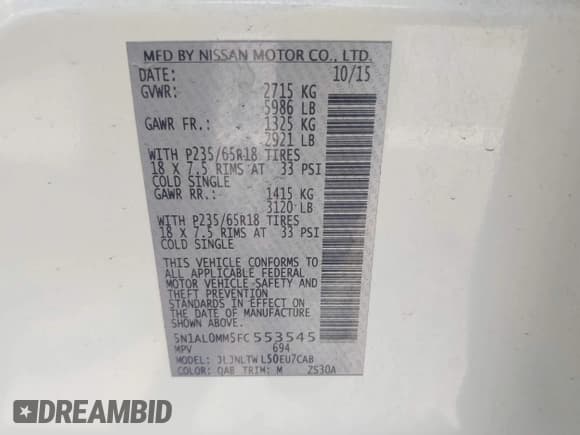 MFD BY NISSAN MOTOR CO., LTD.
DATE: 10/15
GVWR: 2715 KG
5986 LB
GAWR FR.: 1325 KG
2921 LB
WITH P235/65R18 TIRES
18 X 7.5 RIMS AT 33 PSI
COLD SINGLE
GAWR RR.: 1415 KG
3120 LB
WITH P235/65R18 TIRES
18 X 7.5 RIMS AT 33 PSI
COLD SINGLE
THIS VEHICLE CONFORMS TO
ALL APPLICABLE FEDERAL
MOTOR VEHICLE SAFETY AND
THEFT PREVENTION
STANDARDS IN EFFECT ON
THE DATE OF MANUFACTURE
SHOWN ABOVE.
5N1AL0MM5FC553545
MPV 694
MODEL: JLJNLTW L50EU7CAB
COLOR: QAB TRIM: M ZS30A
AUTOHELPERBOT.COM